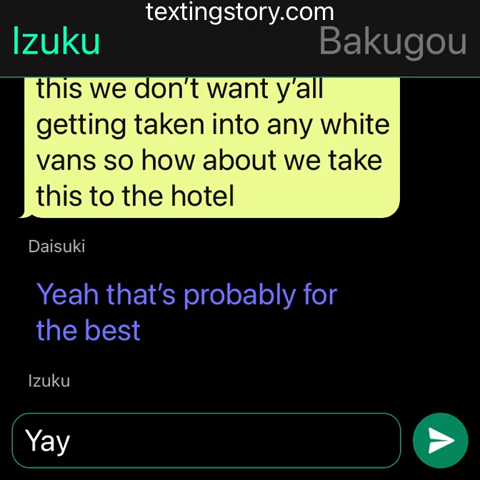 textingstory.com
Izuku
Bakugou
this we don't want y'all
getting taken into any white
vans so how about we take
this to the hotel
Daisuki
Yeah that's probably for
the best
Izuku
Yay